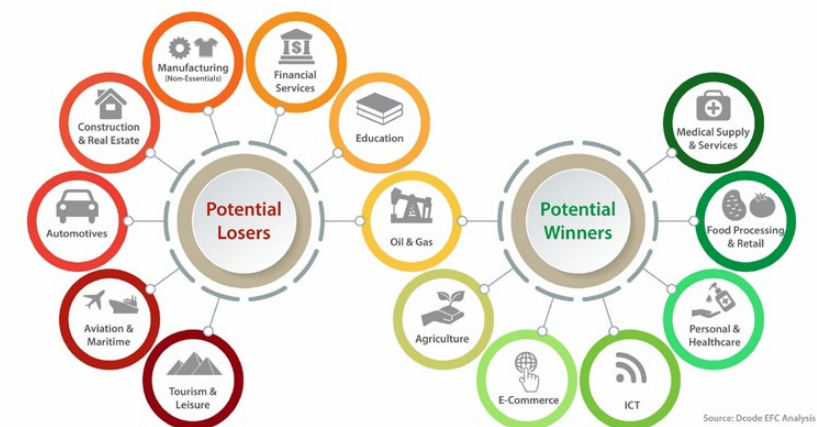 Manufacturing
(Non-Essentials)
Financial
Services
Construction
& Real Estate
Education
Medical Supply
& Services
Automotives
Potential
Losers
Oil & Gas
Potential
Winners
Food Processing
& Retail
Aviation &
Maritime
Agriculture
Personal &
Healthcare
Tourism &
Leisure
E-Commerce
ICT
Source: Dcode EFC Analysis